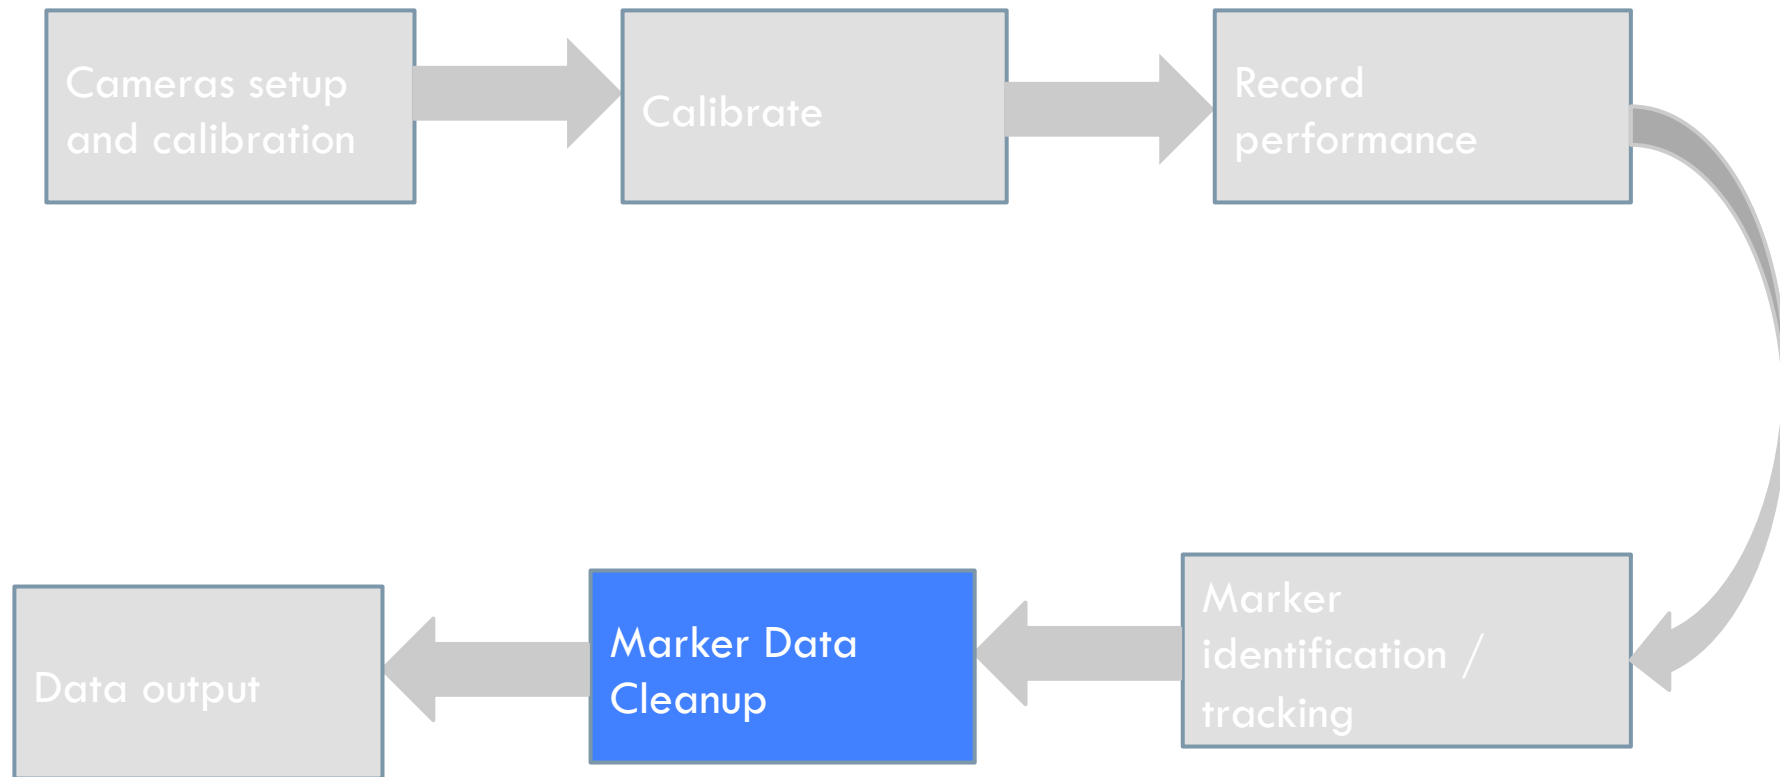 Cameras setup
and calibration
Calibrate
Record
performance
Marker
identification /
tracking
Marker Data
Cleanup
Data output